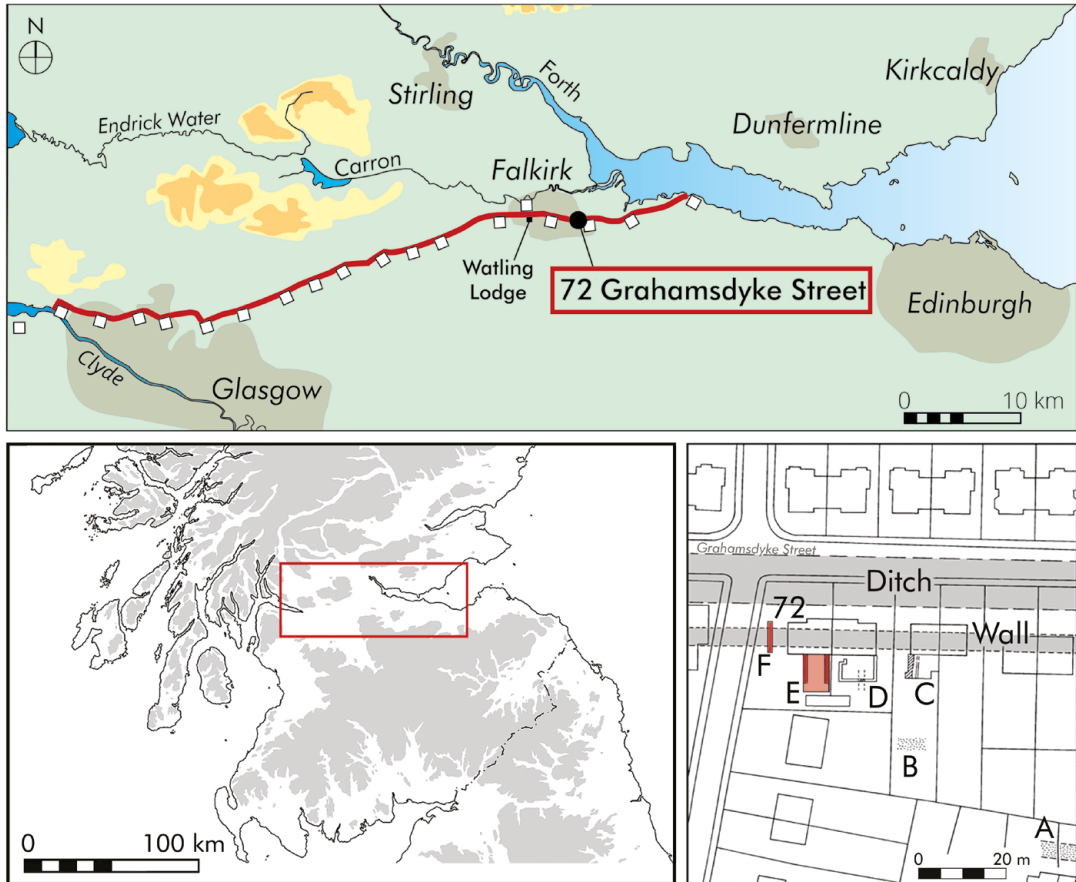 N
Stirling
Forth
Kirkcaldy
Endrick Water
Dunfermline
Carron
Falkirk
Watling
Lodge
72 Grahamsdyke Street
Edinburgh
Clyde
Glasgow
0 10 km
0 100 km
Grahamsdyke Street
Ditch
72
Wall
F
E
D
C
B
A
0 20 m